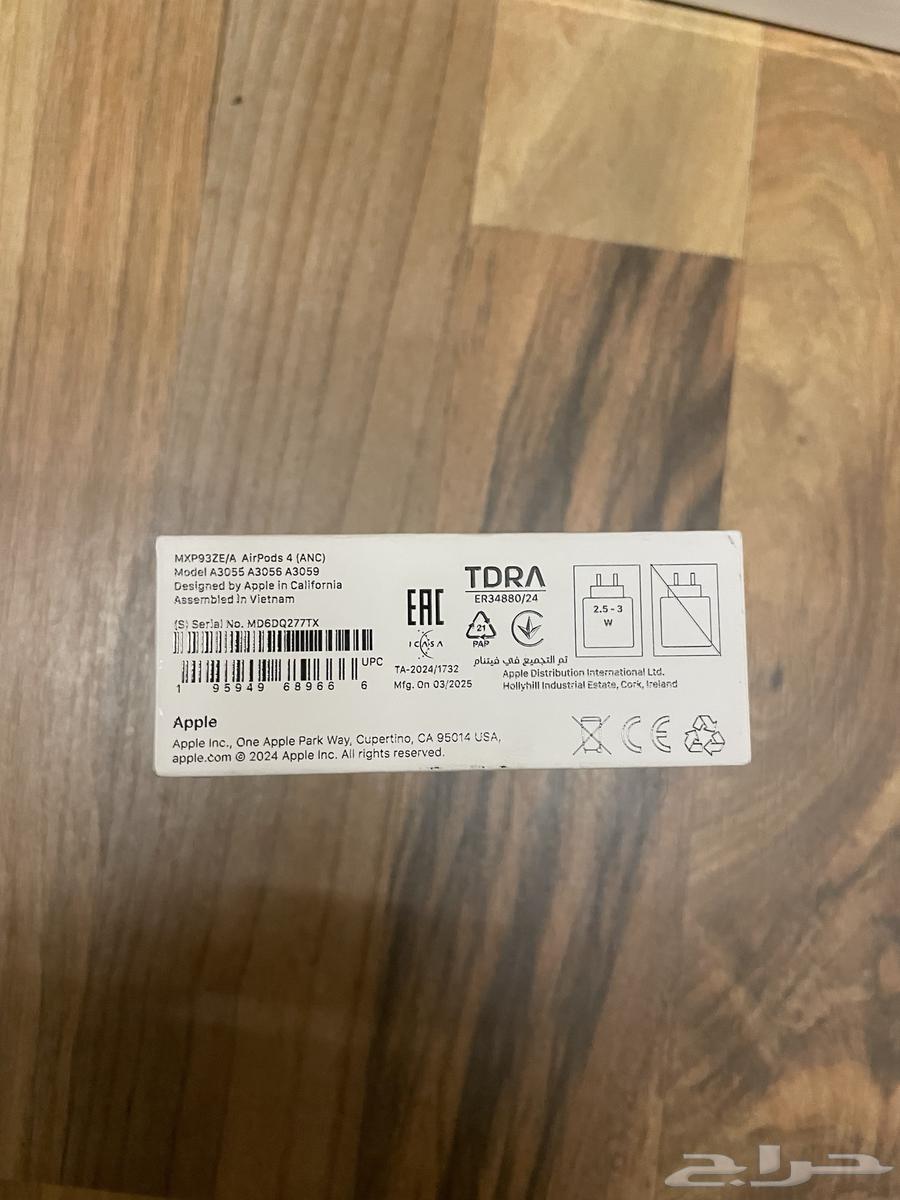 MXP93ZE/A AirPods 4 (ANC)
Model A3055 A3056 A3059
Designed by Apple in California
Assembled in Vietnam
(S) Serial No. MD6DQ277TX
UPC
1 95949 68966 6
EAC
ICASA
TA-2024/1732
Mfg. On 03/2025
TDRA
ER34880/24
21
PAP
2.5 - 3
W
تم التجميع في فيتنام
Apple Distribution International Ltd.
Hollyhill Industrial Estate, Cork, Ireland
Apple
Apple Inc., One Apple Park Way, Cupertino, CA 95014 USA,
apple.com © 2024 Apple Inc. All rights reserved.
CE
حراج